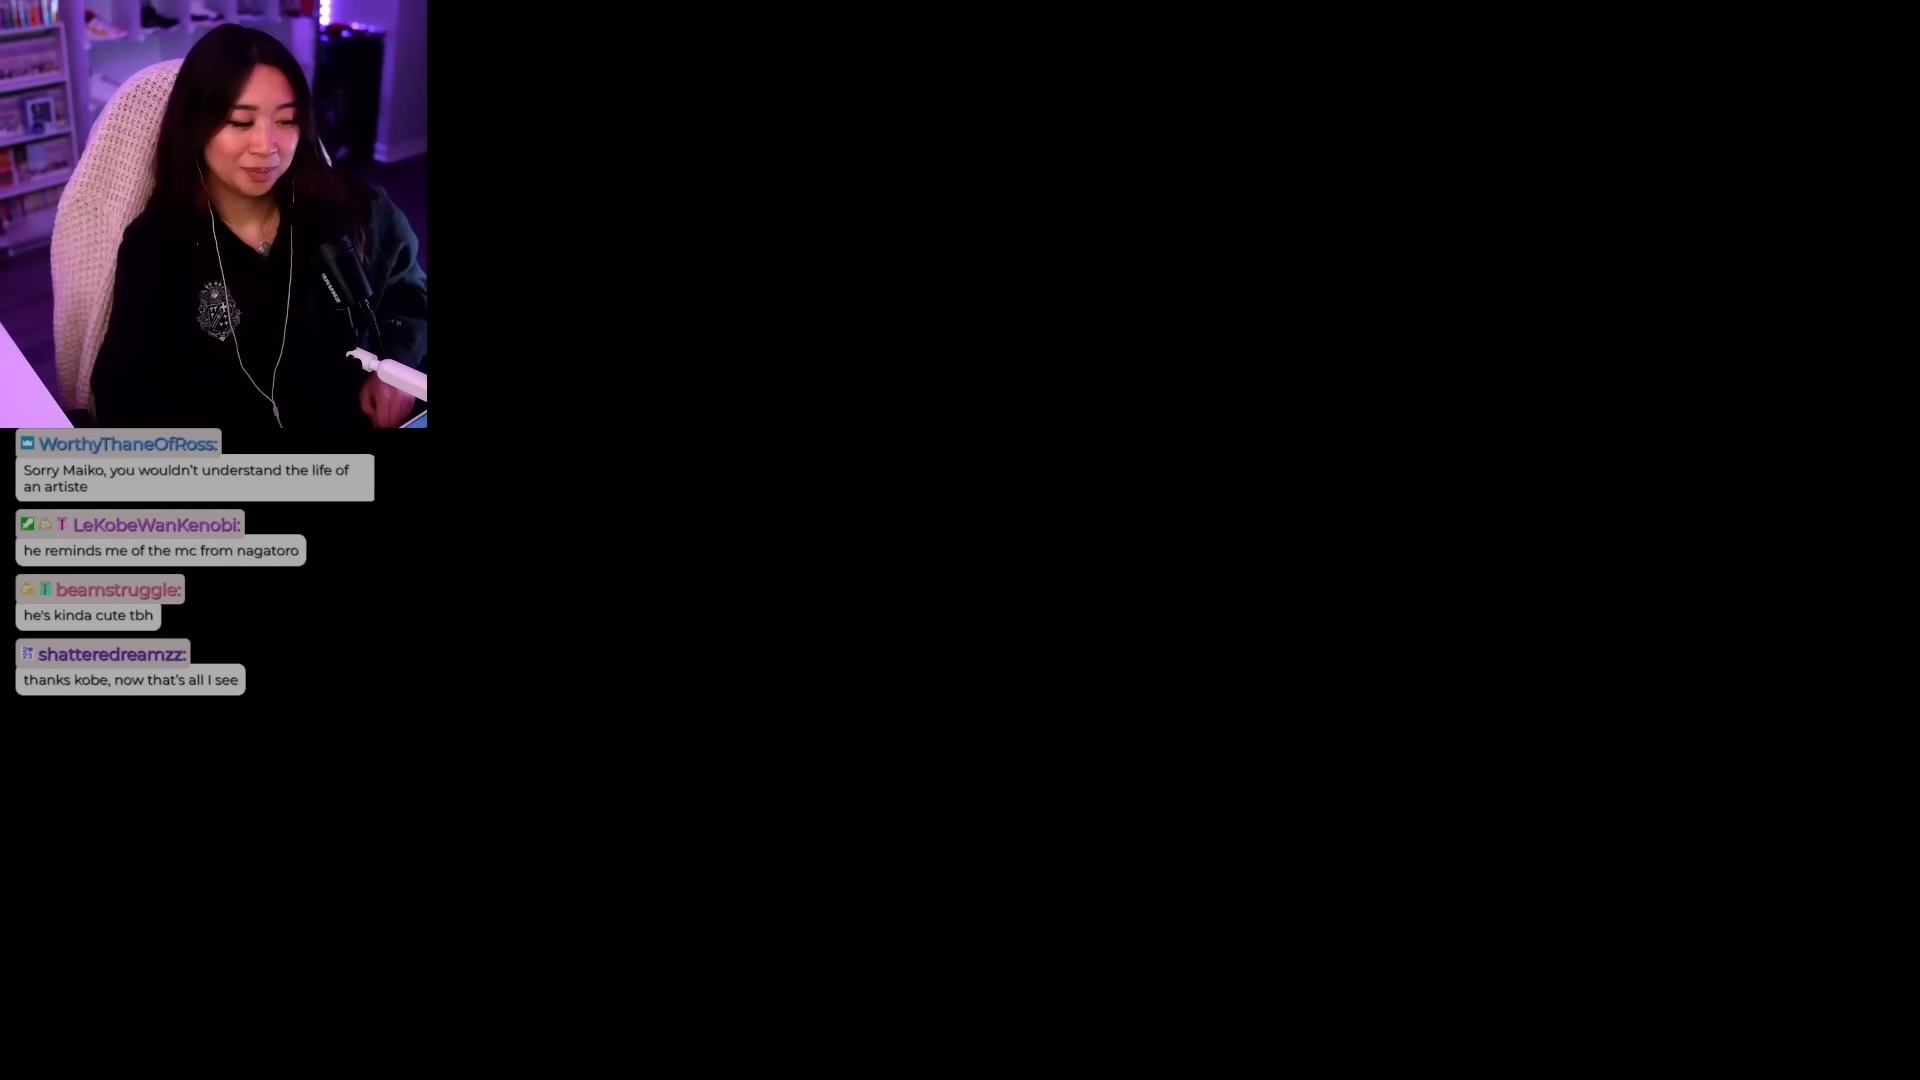 WorthyThaneOfRoss:
Sorry Maiko, you wouldn't understand the life of
an artiste
LeKobeWanKenobi:
he reminds me of the mc from nagatoro
beamstruggle:
he's kinda cute tbh
shatteredreamzz:
thanks kobe, now that's all I see